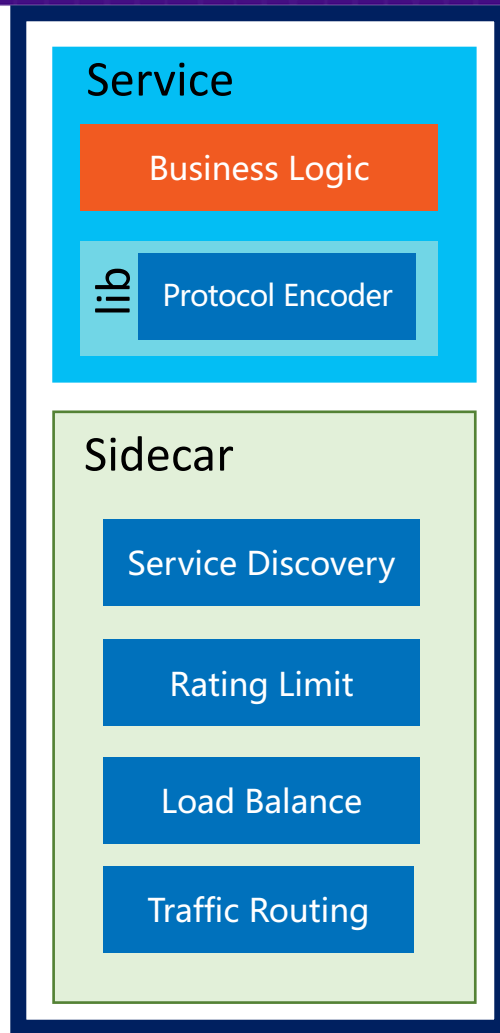 Service
Business Logic
lib
Protocol Encoder
Sidecar
Service Discovery
Rating Limit
Load Balance
Traffic Routing